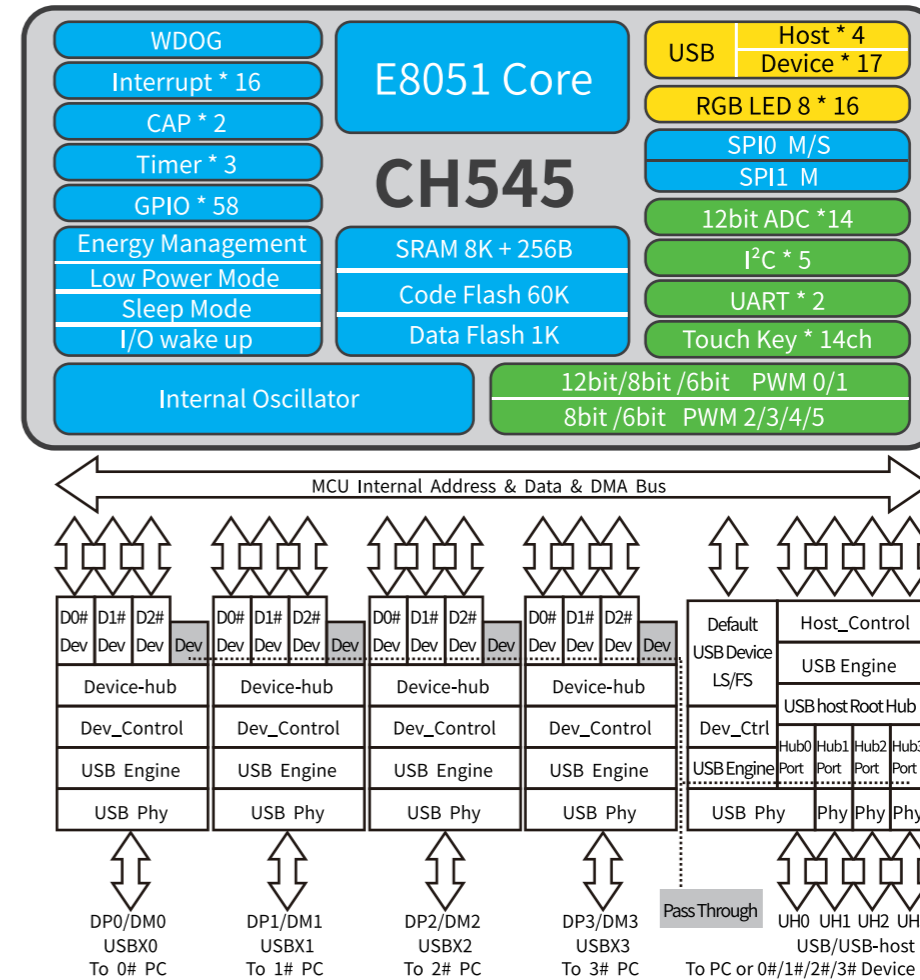 WDOG
Interrupt * 16
CAP * 2
Timer * 3
GPIO * 58
Energy Management
Low Power Mode
Sleep Mode
I/O wake up
E8051 Core
CH545
SRAM 8K + 256B
Code Flash 60K
Data Flash 1K
USB
Host * 4
Device * 17
RGB LED 8 * 16
SPI0 M/S
SPI1 M
12bit ADC *14
I²C * 5
UART * 2
Touch Key * 14ch
Internal Oscillator
12bit/8bit /6bit PWM 0/1
8bit /6bit PWM 2/3/4/5
MCU Internal Address & Data & DMA Bus
D0# Dev
D1# Dev
D2# Dev
Dev
Device-hub
Dev_Control
USB Engine
USB Phy
DP0/DM0
USBX0
To 0# PC
D0# Dev
D1# Dev
D2# Dev
Dev
Device-hub
Dev_Control
USB Engine
USB Phy
DP1/DM1
USBX1
To 1# PC
D0# Dev
D1# Dev
D2# Dev
Dev
Device-hub
Dev_Control
USB Engine
USB Phy
DP2/DM2
USBX2
To 2# PC
D0# Dev
D1# Dev
D2# Dev
Dev
Device-hub
Dev_Control
USB Engine
USB Phy
DP3/DM3
USBX3
To 3# PC
Pass Through
Default
USB Device
LS/FS
Dev_Ctrl
USB Engine
USB Phy
Host_Control
USB Engine
USB host Root Hub
Hub0 Port
Hub1 Port
Hub2 Port
Hub3 Port
Phy Phy Phy
UH0 UH1 UH2 UH
USB/USB-host
To PC or 0#/1#/2#/3# Device